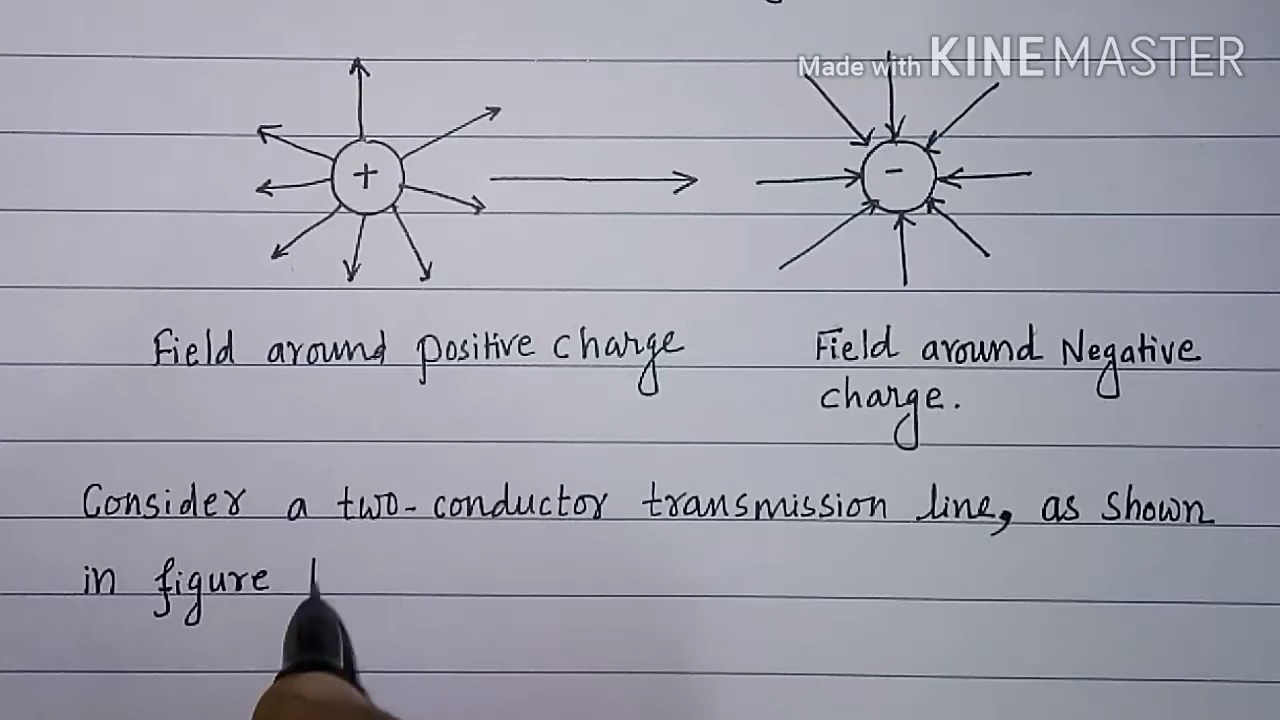 Made with KINEMASTER
+
-
Field around positive charge
Field around Negative
charge.
Consider a two-conductor transmission line, as shown
in figure